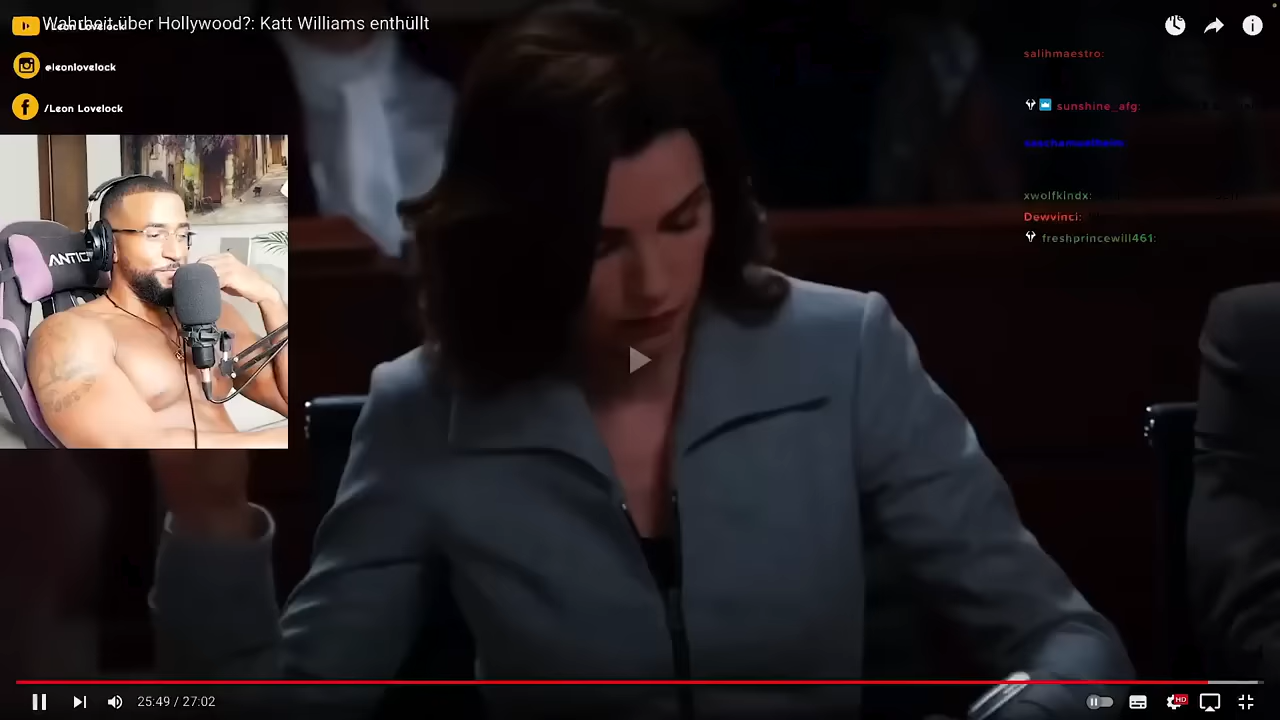 Wahrheit über Hollywood?: Katt Williams enthüllt
/Leon Lovelock
@leonlovelock
/Leon Lovelock
salihmaestro:
sunshine_afg:
xwolfkindx:
Dewvinci:
freshprincewill461:
ANTIC
25:49 / 27:02
HD